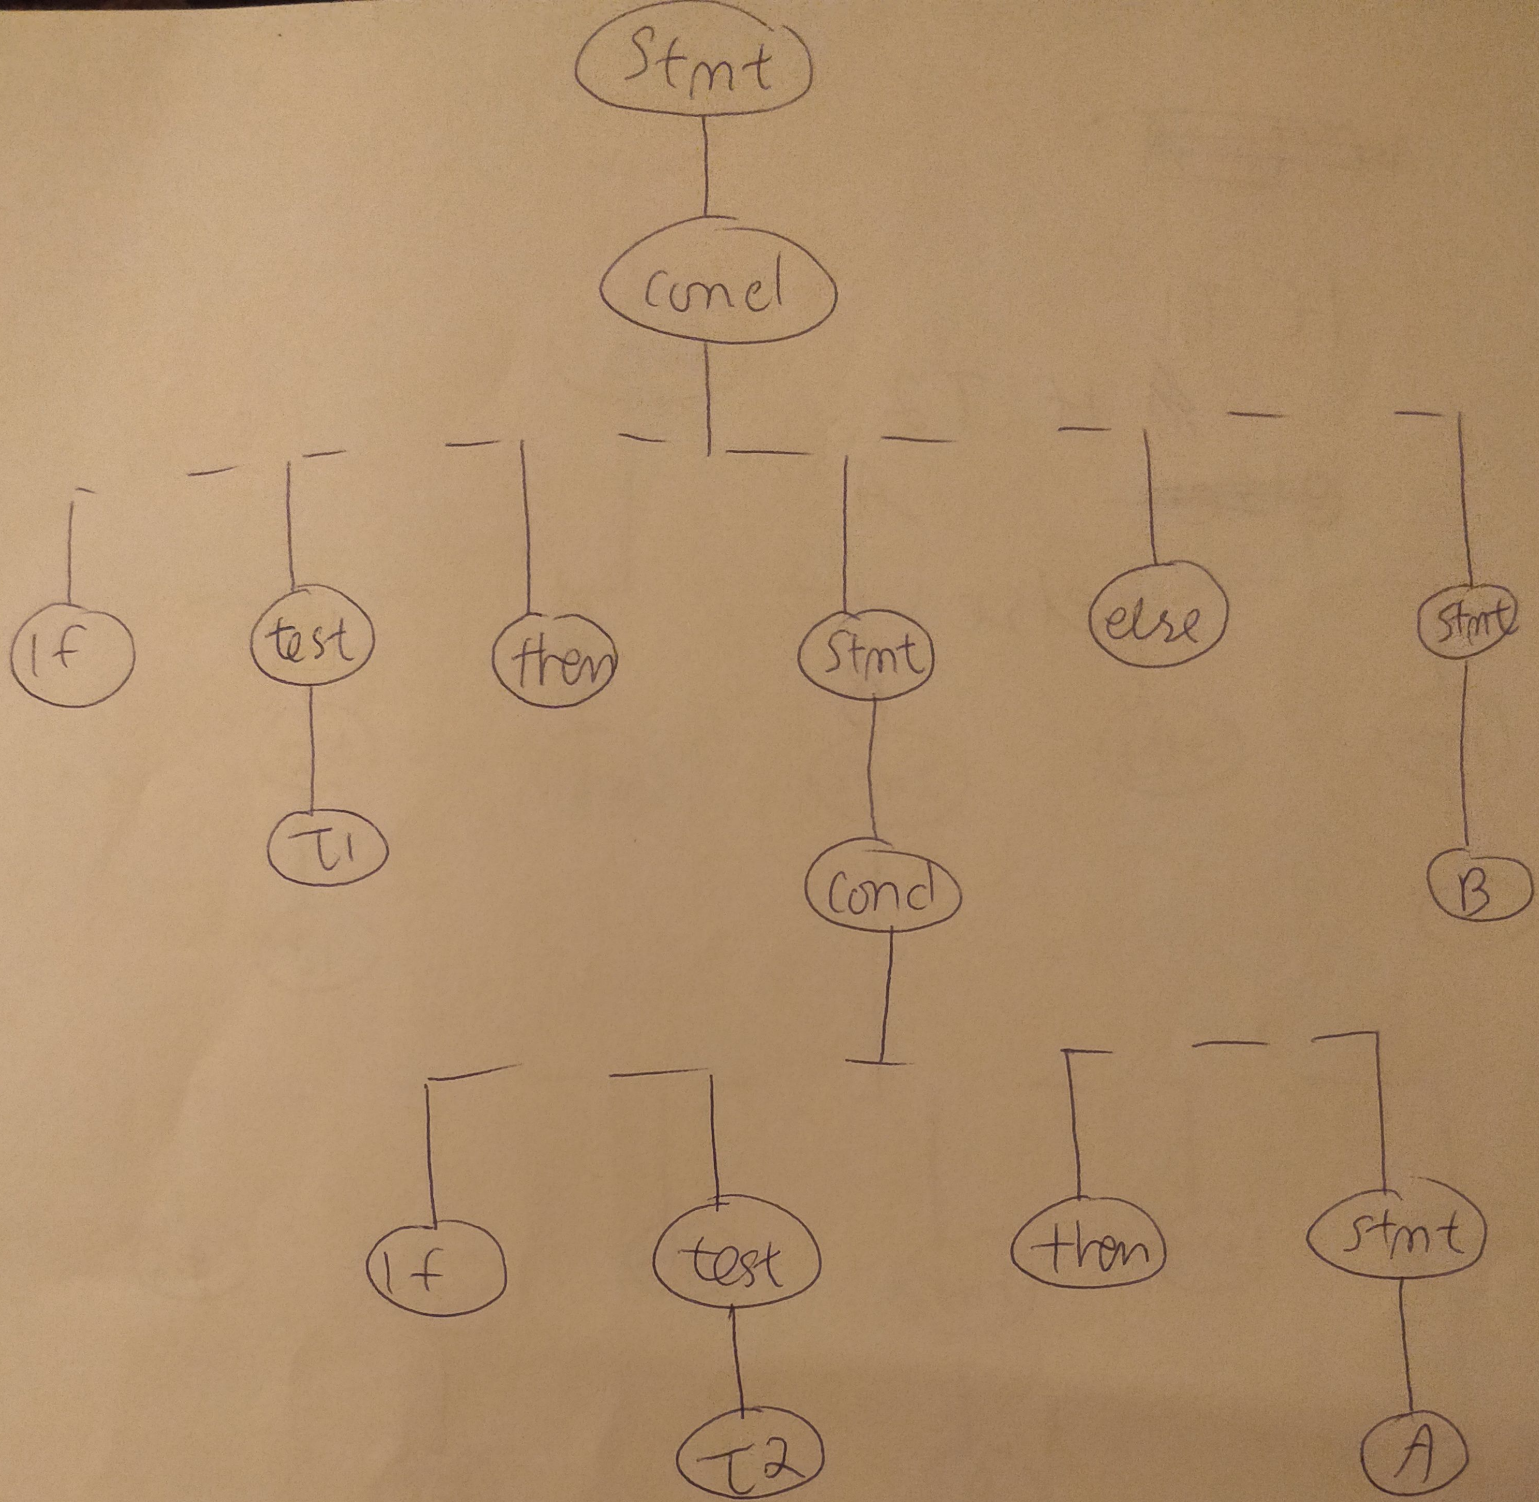 Stmt
cond
If test then Stmt else Stmt
T1 cond B
If test then stmt
T2 A